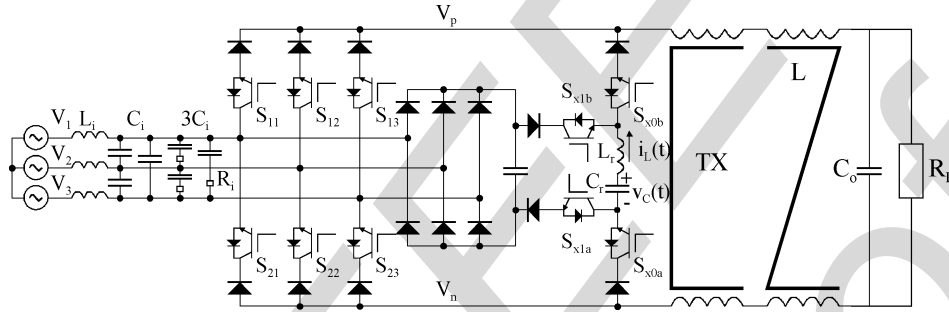 V_p
V_1 L_i C_i 3C_i
S_11 S_12 S_13
S_x1b S_x0b
L
V_2
L_r i_L(t)
TX
V_3
R_i
C_r + v_C(t)
-
C_o
S_21 S_22 S_23
S_x1a S_x0a
V_n